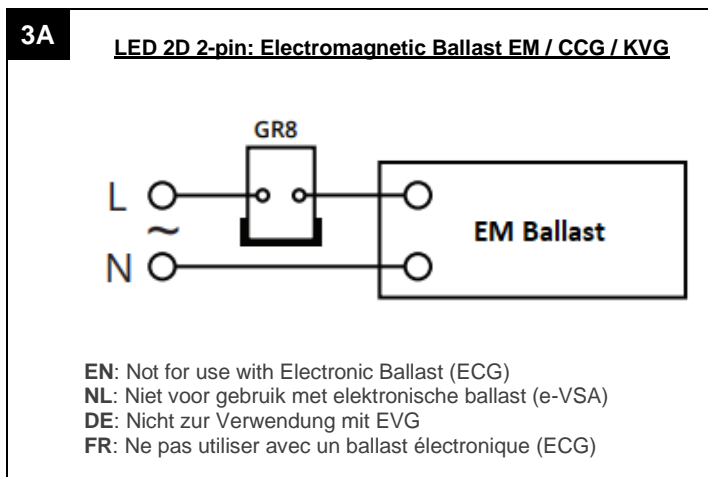 3A
LED 2D 2-pin: Electromagnetic Ballast EM / CCG / KVG
GR8
L
~
N
EM Ballast
EN: Not for use with Electronic Ballast (ECG)
NL: Niet voor gebruik met elektronische ballast (e-VSA)
DE: Nicht zur Verwendung mit EVG
FR: Ne pas utiliser avec un ballast électronique (ECG)